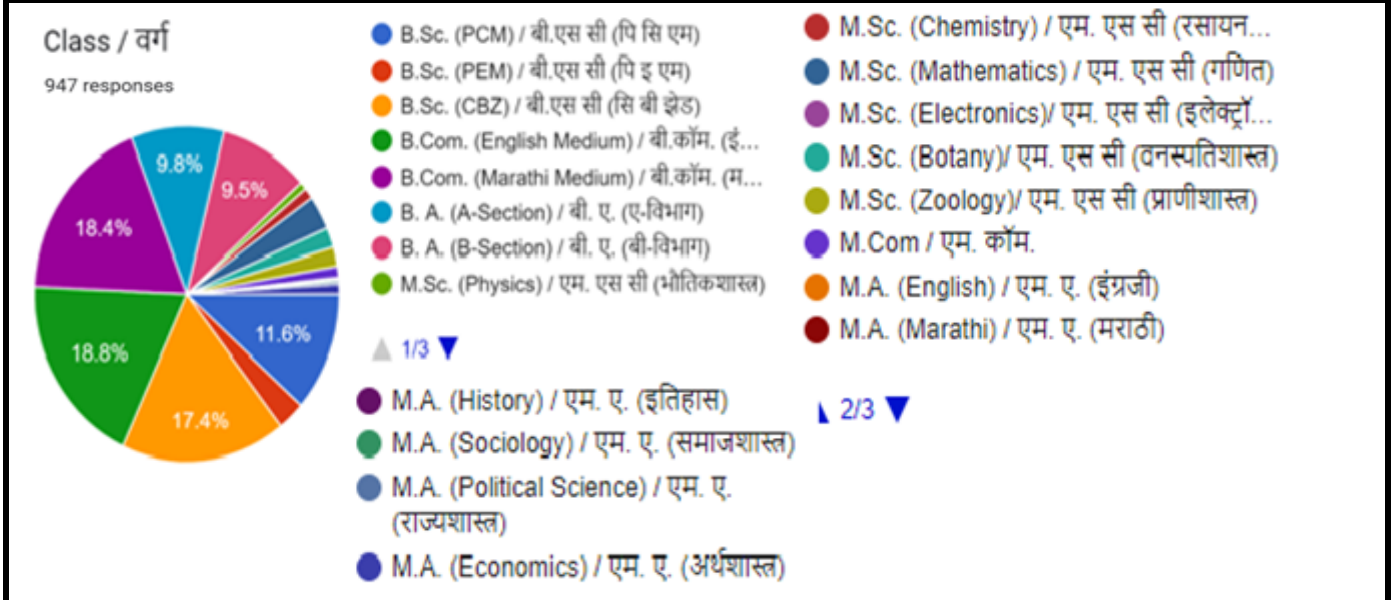 Class / वर्ग
947 responses
9.8%
9.5%
18.4%
11.6%
18.8%
17.4%
B.Sc. (PCM) / बी.एस सी (पि सि एम)
B.Sc. (PEM) / बी.एस सी (पि इ एम)
B.Sc. (CBZ) / बी.एस सी (सि बी झेड)
B.Com. (English Medium) / बी.कॉम. (इं...
B.Com. (Marathi Medium) / बी.कॉम. (म...
B. A. (A-Section) / बी. ए. (ए-विभाग)
B. A. (B-Section) / बी. ए. (बी-विभाग)
M.Sc. (Physics) / एम. एस सी (भौतिकशास्त्र)
1/3
M.Sc. (Chemistry) / एम. एस सी (रसायन...
M.Sc. (Mathematics) / एम. एस सी (गणित)
M.Sc. (Electronics)/ एम. एस सी (इलेक्ट्रॉ...
M.Sc. (Botany)/ एम. एस सी (वनस्पतिशास्त्र)
M.Sc. (Zoology)/ एम. एस सी (प्राणीशास्त्र)
M.Com / एम. कॉम.
M.A. (English) / एम. ए. (इंग्रजी)
M.A. (Marathi) / एम. ए. (मराठी)
2/3
M.A. (History) / एम. ए. (इतिहास)
M.A. (Sociology) / एम. ए. (समाजशास्त्र)
M.A. (Political Science) / एम. ए.
(राज्यशास्त्र)
M.A. (Economics) / एम. ए. (अर्थशास्त्र)